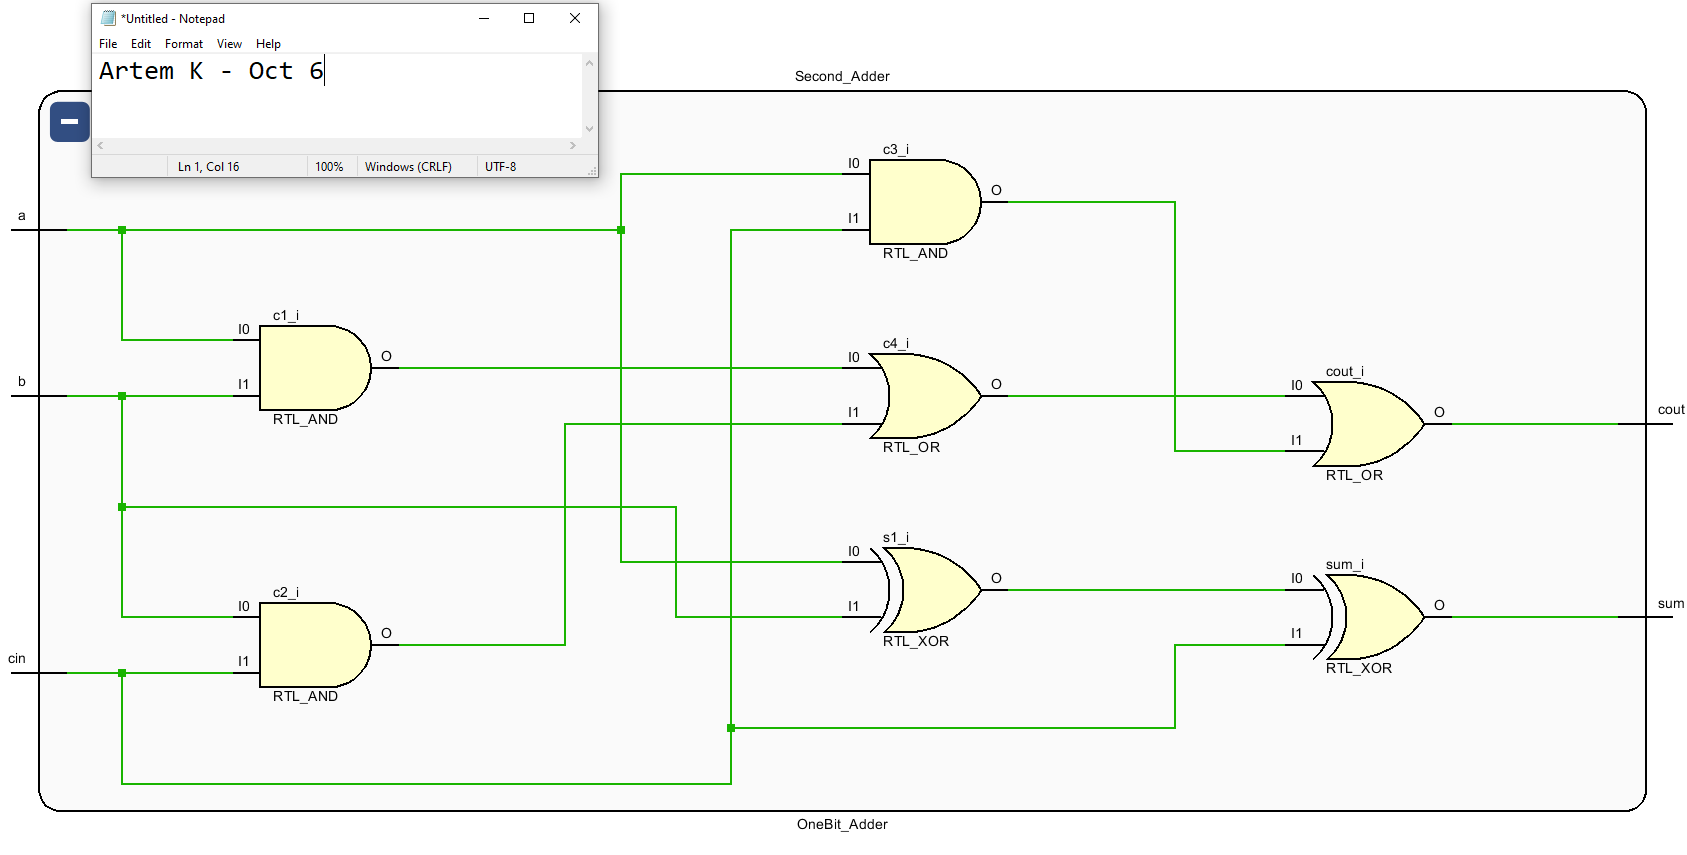 *Untitled - Notepad
File Edit Format View Help
Artem K - Oct 6
Ln 1, Col 16 100% Windows (CRLF) UTF-8
Second_Adder
a
b
cin
c1_i
I0
I1
O
RTL_AND
c2_i
I0
I1
O
RTL_AND
c3_i
I0
I1
O
RTL_AND
c4_i
I0
I1
O
RTL_OR
s1_i
I0
I1
O
RTL_XOR
cout_i
I0
I1
O
RTL_OR
cout
sum_i
I0
I1
O
RTL_XOR
sum
OneBit_Adder